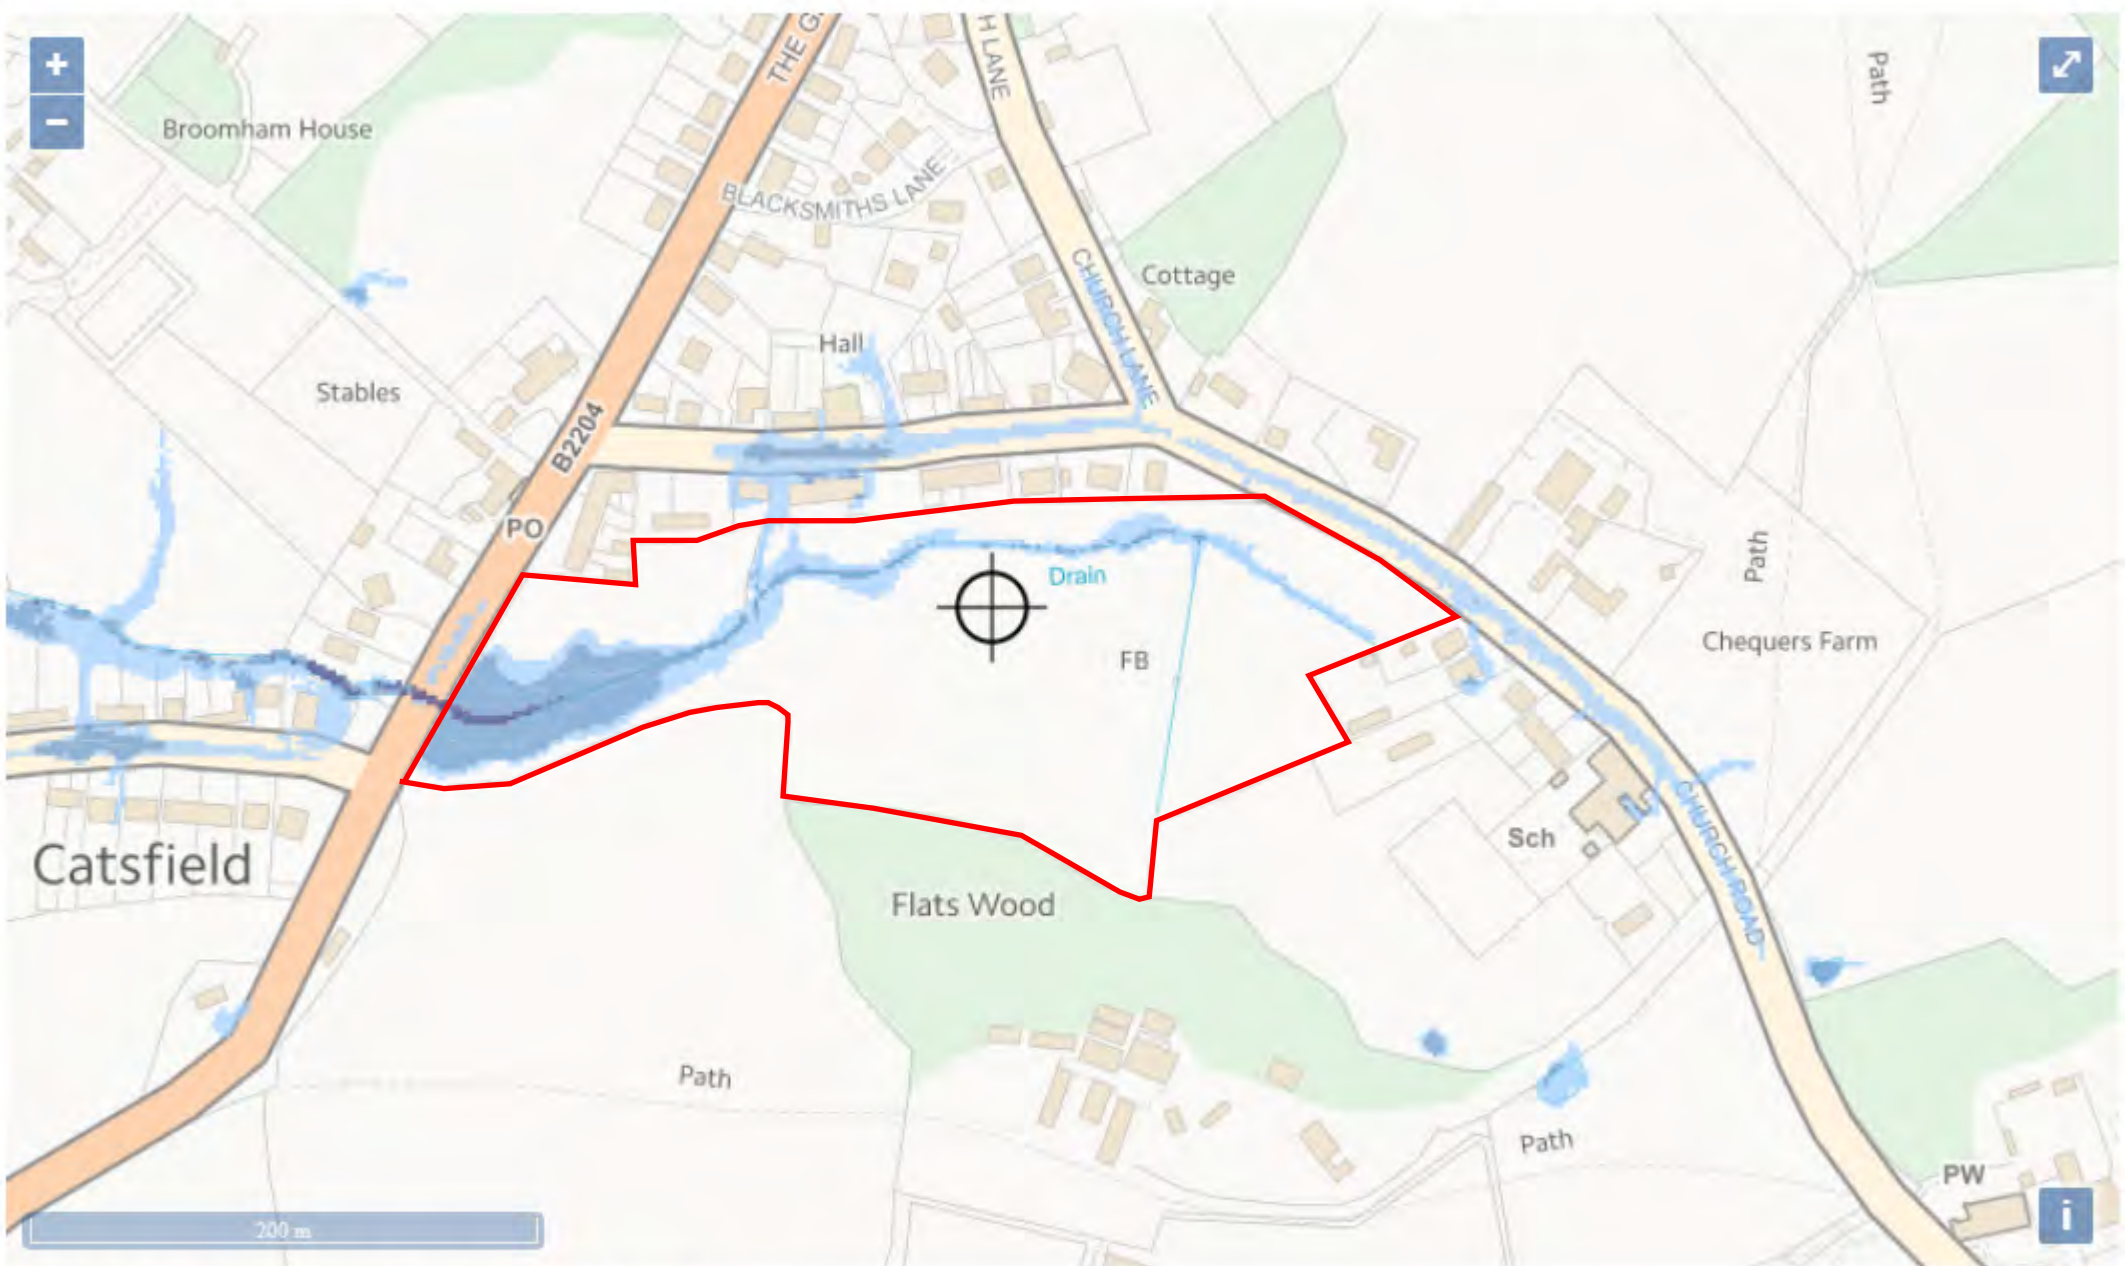 +
THE G
H LANE
Path
−
Broomham House
BLACKSMITHS LANE
CHURCH LANE
Cottage
Hall
Stables
B2204
PO
Drain
Path
FB
Chequers Farm
Sch
CHURCH ROAD
Catsfield
Flats Wood
Path
Path
PW
200 m
i